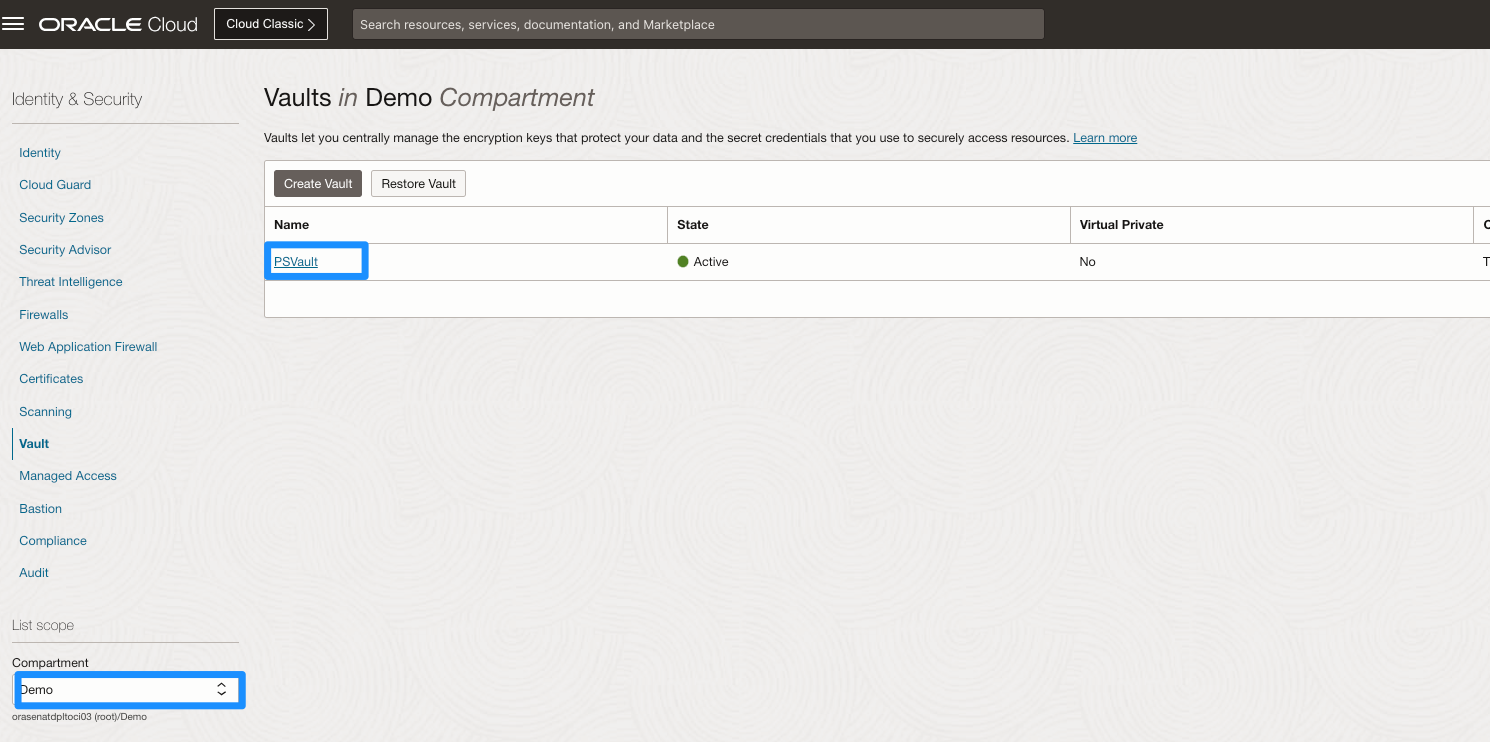 ORACLE Cloud
Cloud Classic
Search resources, services, documentation, and Marketplace
Identity & Security
Identity
Cloud Guard
Security Zones
Security Advisor
Threat Intelligence
Firewalls
Web Application Firewall
Certificates
Scanning
Vault
Managed Access
Bastion
Compliance
Audit
List scope
Compartment
Demo
orasenatdpltoci03 (root)/Demo
Vaults in Demo Compartment
Vaults let you centrally manage the encryption keys that protect your data and the secret credentials that you use to securely access resources. Learn more
Create Vault Restore Vault
Name State Virtual Private
PSVault Active No